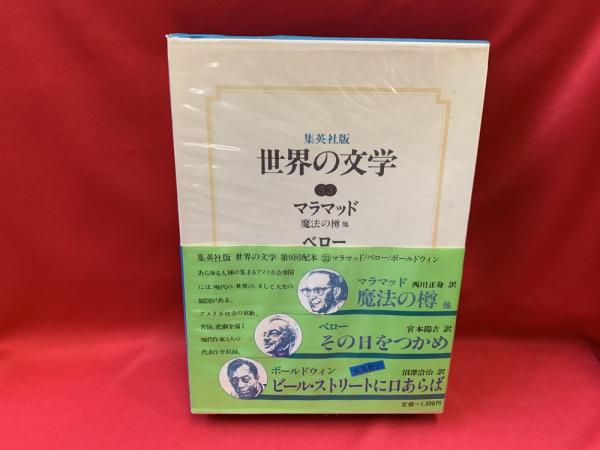 集英社版
世界の文学
33
マラマッド
魔法の樽 他
ベロー
集英社版 世界の文学 第9回配本 ㉝マラマッド/ベロー/ボールドウィン
あらゆる人種の集まるアメリカ合衆国
には、現代の、世界の、そして人生の
縮図がある。
アメリカ社会の哀歓、
苦悩、悲劇を描く
現代作家3人の
代表作を収録。
マラマッド 西川正身 訳
魔法の樽 他
ベロー 宮本陽吉 訳
その日をつかめ
ボールドウィン 本邦初訳 沼澤洽治 訳
ビール・ストリートに口あらば
定価=1,300円